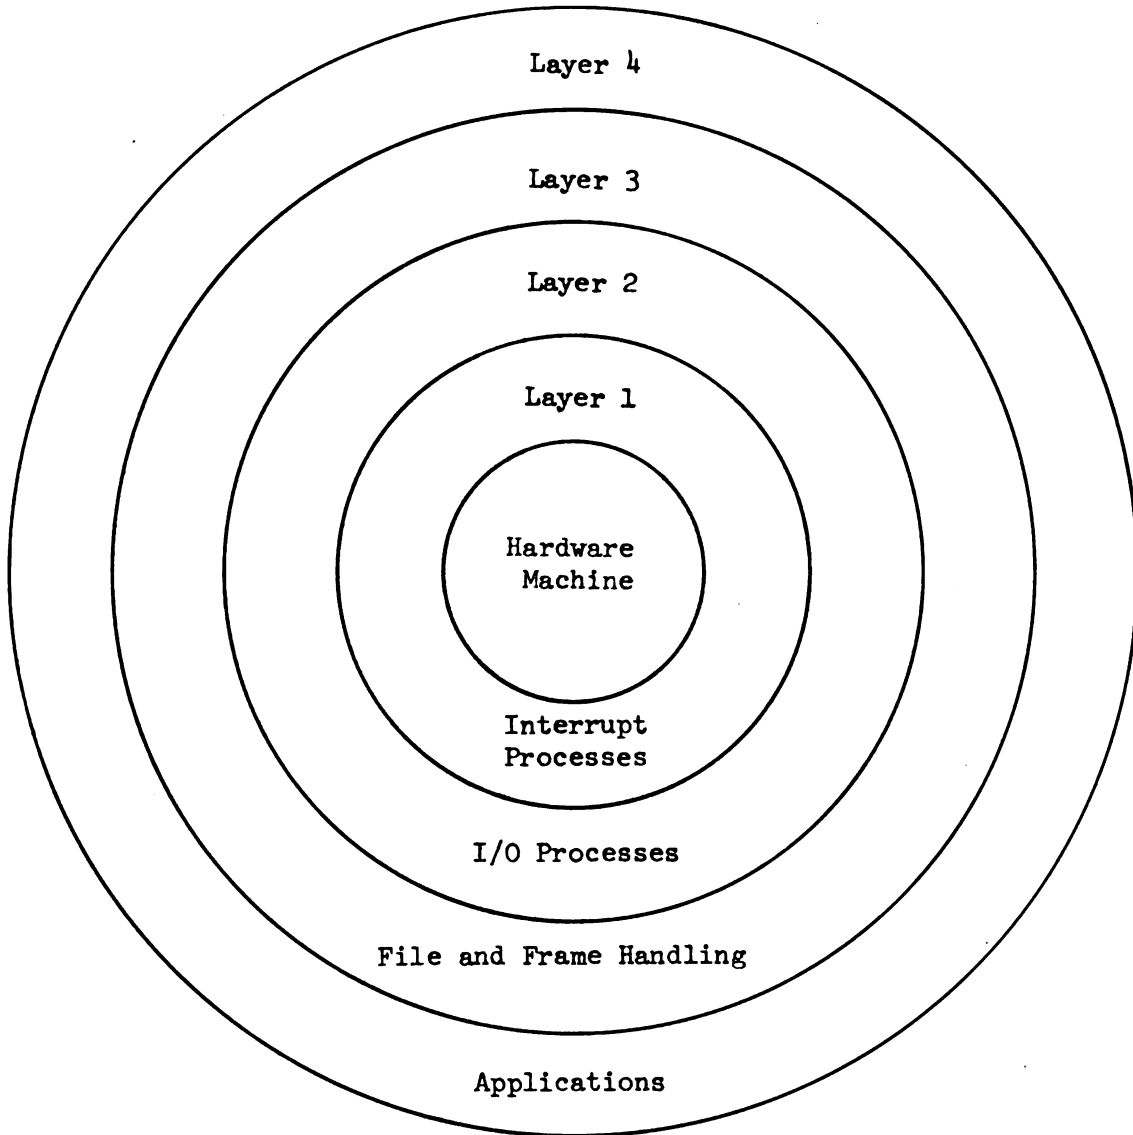 Layer 4
Layer 3
Layer 2
Layer 1
Hardware
Machine
Interrupt
Processes
I/O Processes
File and Frame Handling
Applications